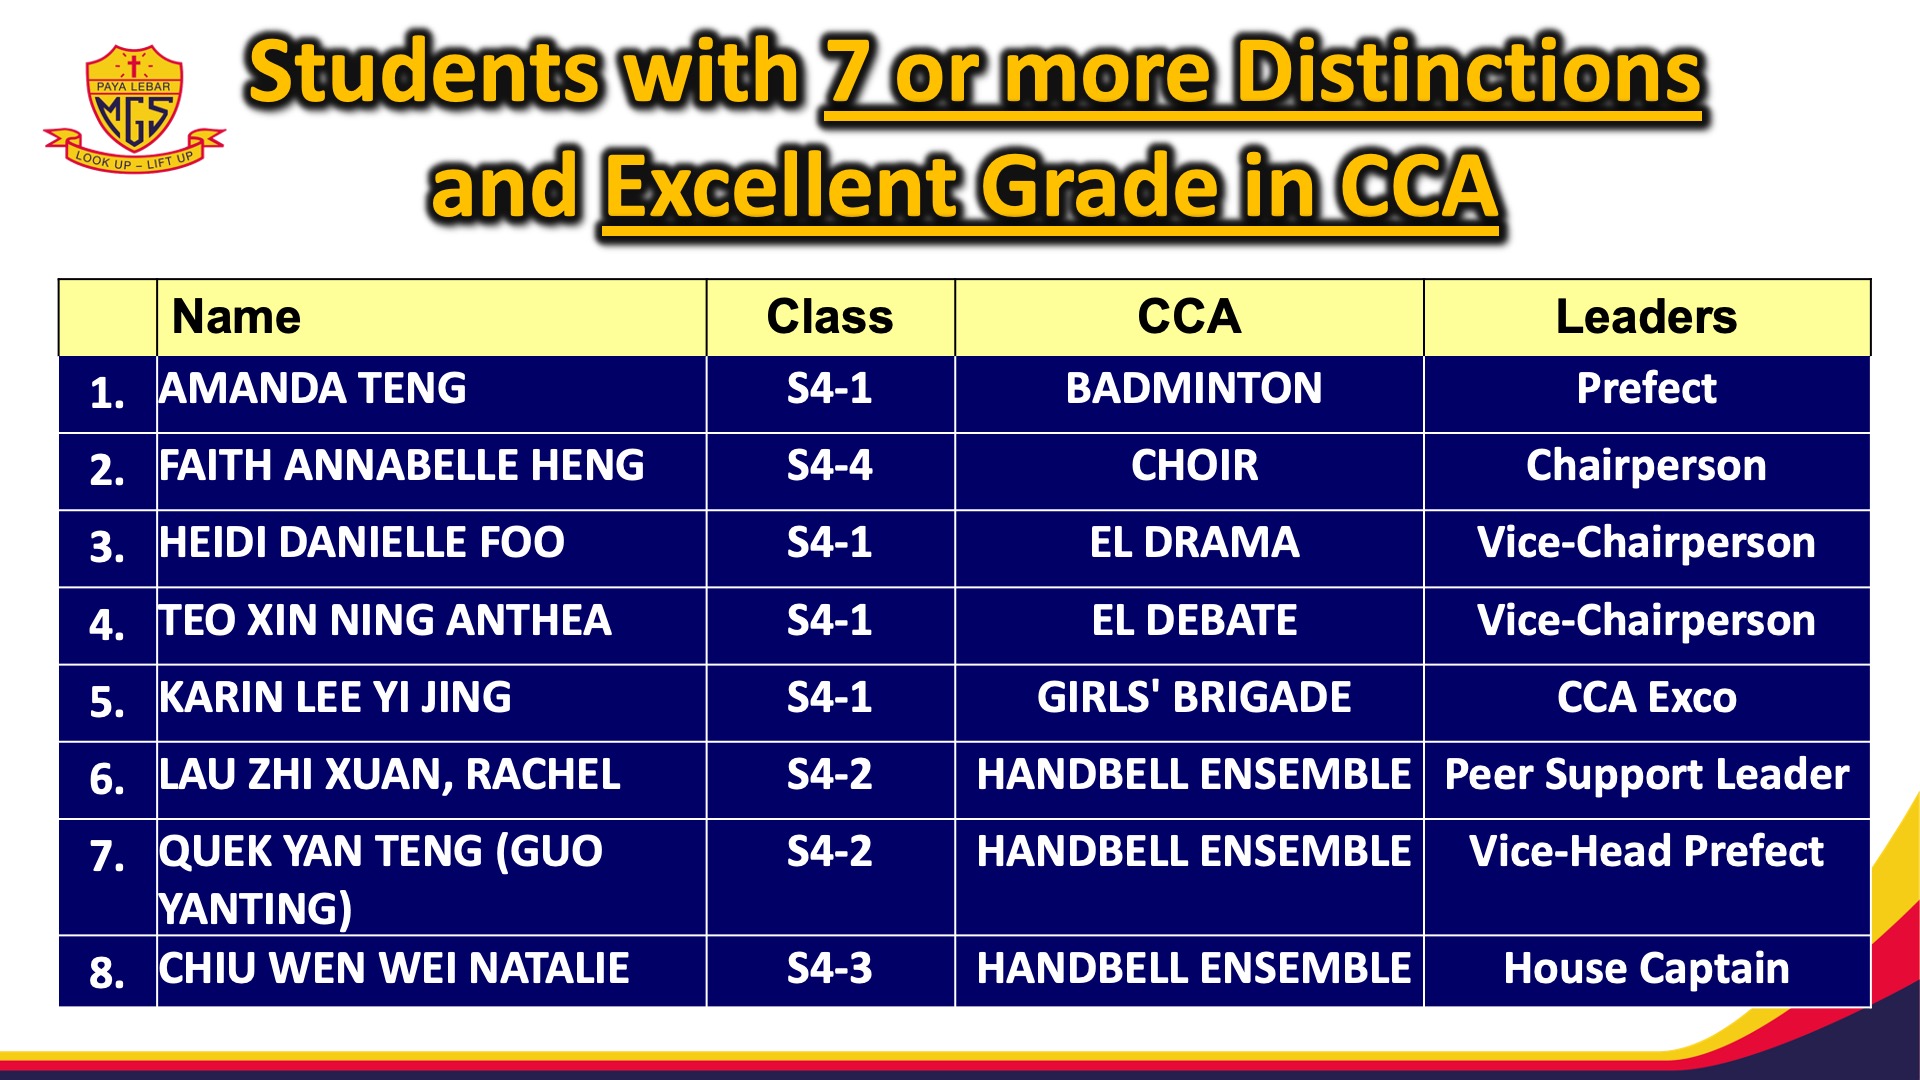 PAYA LEBAR
MGS
LOOK UP – LIFT UP
Students with 7 or more Distinctions
and Excellent Grade in CCA
Name Class CCA Leaders
1. AMANDA TENG S4-1 BADMINTON Prefect
2. FAITH ANNABELLE HENG S4-4 CHOIR Chairperson
3. HEIDI DANIELLE FOO S4-1 EL DRAMA Vice-Chairperson
4. TEO XIN NING ANTHEA S4-1 EL DEBATE Vice-Chairperson
5. KARIN LEE YI JING S4-1 GIRLS' BRIGADE CCA Exco
6. LAU ZHI XUAN, RACHEL S4-2 HANDBELL ENSEMBLE Peer Support Leader
7. QUEK YAN TENG (GUO S4-2 HANDBELL ENSEMBLE Vice-Head Prefect
YANTING)
8. CHIU WEN WEI NATALIE S4-3 HANDBELL ENSEMBLE House Captain